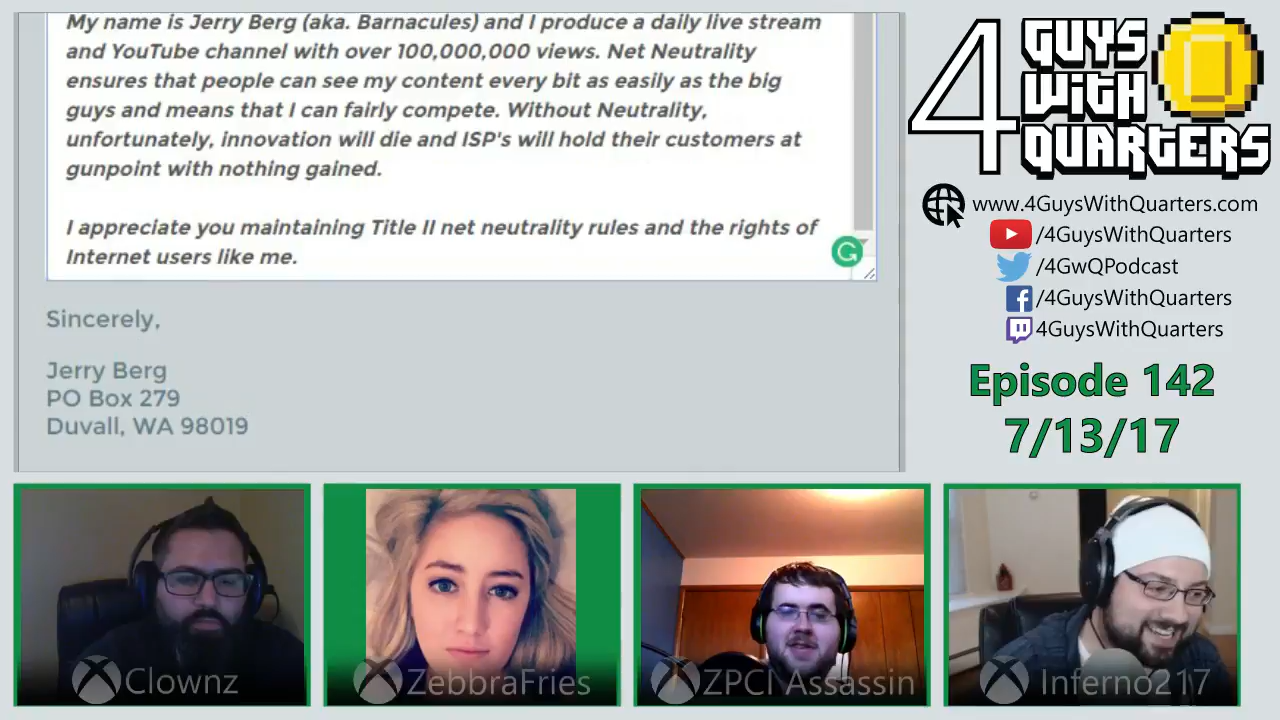 My name is Jerry Berg (aka. Barnacules) and I produce a daily live stream
and YouTube channel with over 100,000,000 views. Net Neutrality
ensures that people can see my content every bit as easily as the big
guys and means that I can fairly compete. Without Neutrality,
unfortunately, innovation will die and ISP's will hold their customers at
gunpoint with nothing gained.
I appreciate you maintaining Title II net neutrality rules and the rights of
Internet users like me.
Sincerely,
Jerry Berg
PO Box 279
Duvall, WA 98019
4 GUYS
WITH
QUARTERS
www.4GuysWithQuarters.com
/4GuysWithQuarters
/4GwQPodcast
/4GuysWithQuarters
4GuysWithQuarters
Episode 142
7/13/17
Clownz
ZebbraFries
ZPCI Assassin
Inferno217